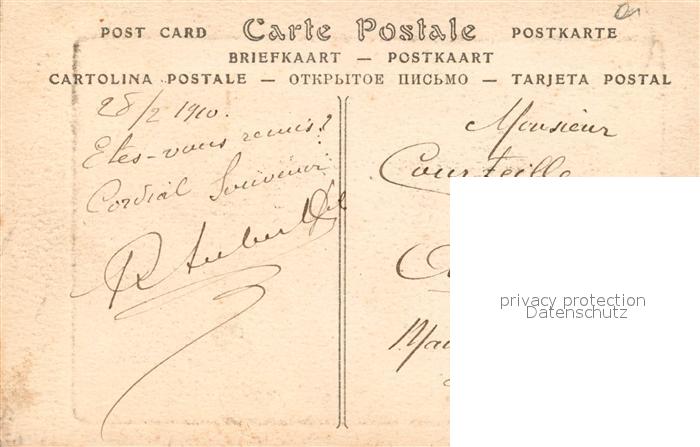 POST CARD Carte Postale POSTKARTE
BRIEFKAART — POSTKAART
CARTOLINA POSTALE — ОТКРЫТОЕ ПИСЬМО — TARJETA POSTAL
28/2 1910.
Etes-vous remis?
Cordial Souvenir
Monsieur
Courteille
privacy protection
Datenschutz